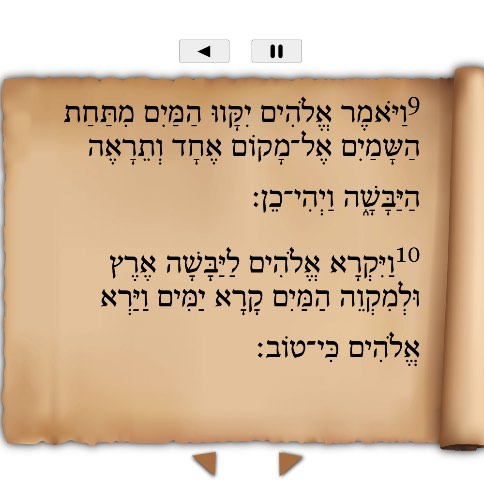 9וַיֹּאמֶר אֱלֹהִים יִקָּווּ הַמַּיִם מִתַּחַת
הַשָּׁמַיִם אֶל־מָקוֹם אֶחָד וְתֵרָאֶה
הַיַּבָּשָׁ֑ה וַיְהִי־כֵן׃
10וַיִּקְרָא אֱלֹהִים לַיַּבָּשָׁה אֶרֶץ
וּלְמִקְוֵה הַמַּיִם קָרָא יַמִּים וַיַּרְא
אֱלֹהִים כִּי־טוֹב׃